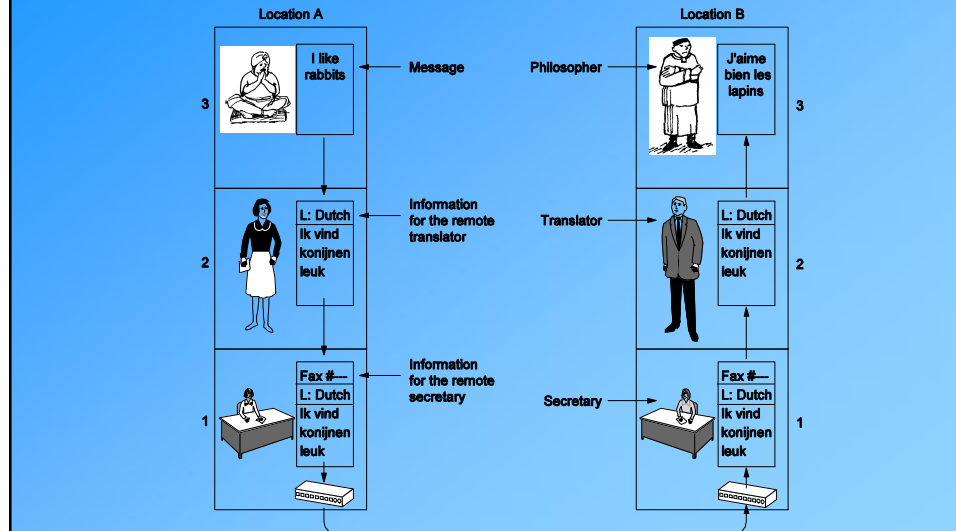 Location A
Location B
I like
rabbits
Message
Philosopher
J'aime
bien les
lapins
3
3
L: Dutch
Ik vind
konijnen
leuk
Information
for the remote
translator
Translator
L: Dutch
Ik vind
konijnen
leuk
2
2
Fax #---
L: Dutch
Ik vind
konijnen
leuk
Information
for the remote
secretary
Secretary
Fax #---
L: Dutch
Ik vind
konijnen
leuk
1
1